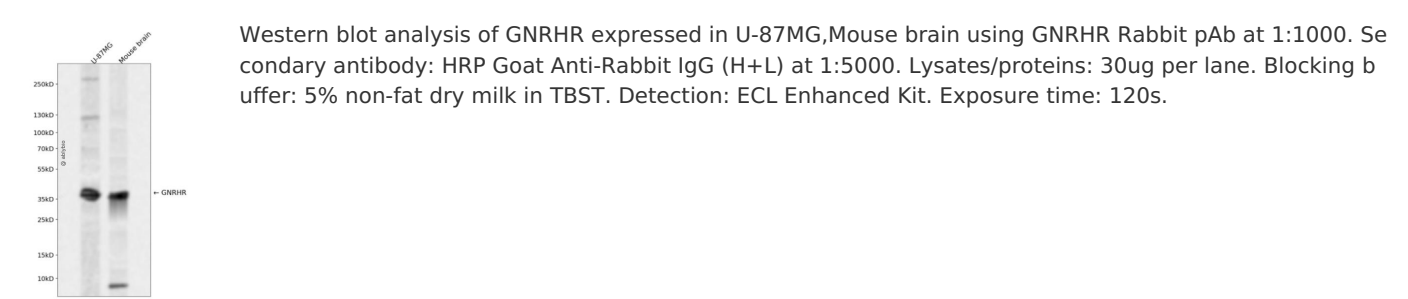 Western blot analysis of GNRHR expressed in U-87MG,Mouse brain using GNRHR Rabbit pAb at 1:1000. Se
condary antibody: HRP Goat Anti-Rabbit IgG (H+L) at 1:5000. Lysates/proteins: 30ug per lane. Blocking b
uffer: 5% non-fat dry milk in TBST. Detection: ECL Enhanced Kit. Exposure time: 120s.
U-87MG
Mouse brain
250kD
130kD
100kD
70kD
55kD
← GNRHR
35kD
25kD
15kD
10kD